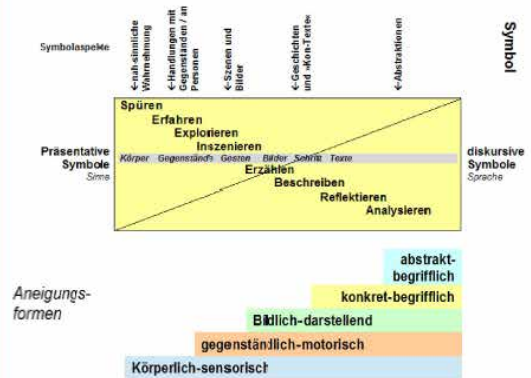 Symbolaspekte
←nah-sinnliche
Wahrnehmung
←Handlungen mit
Gegenständen / an
Personen
←Szenen und
Bilder
←Geschichten
und »Kon-Texte«
←Abstraktionen
Symbol
Spüren
Erfahren
Explorieren
Inszenieren
Präsentative
Symbole
Sinne
Körper Gegenständ Gesten Bilder Schrift Texte
diskursive
Symbole
Sprache
Erzählen
Beschreiben
Reflektieren
Analysieren
Aneigungs-
formen
abstrakt-
begrifflich
konkret-begrifflich
Bildlich-darstellend
gegenständlich-motorisch
Körperlich-sensorisch